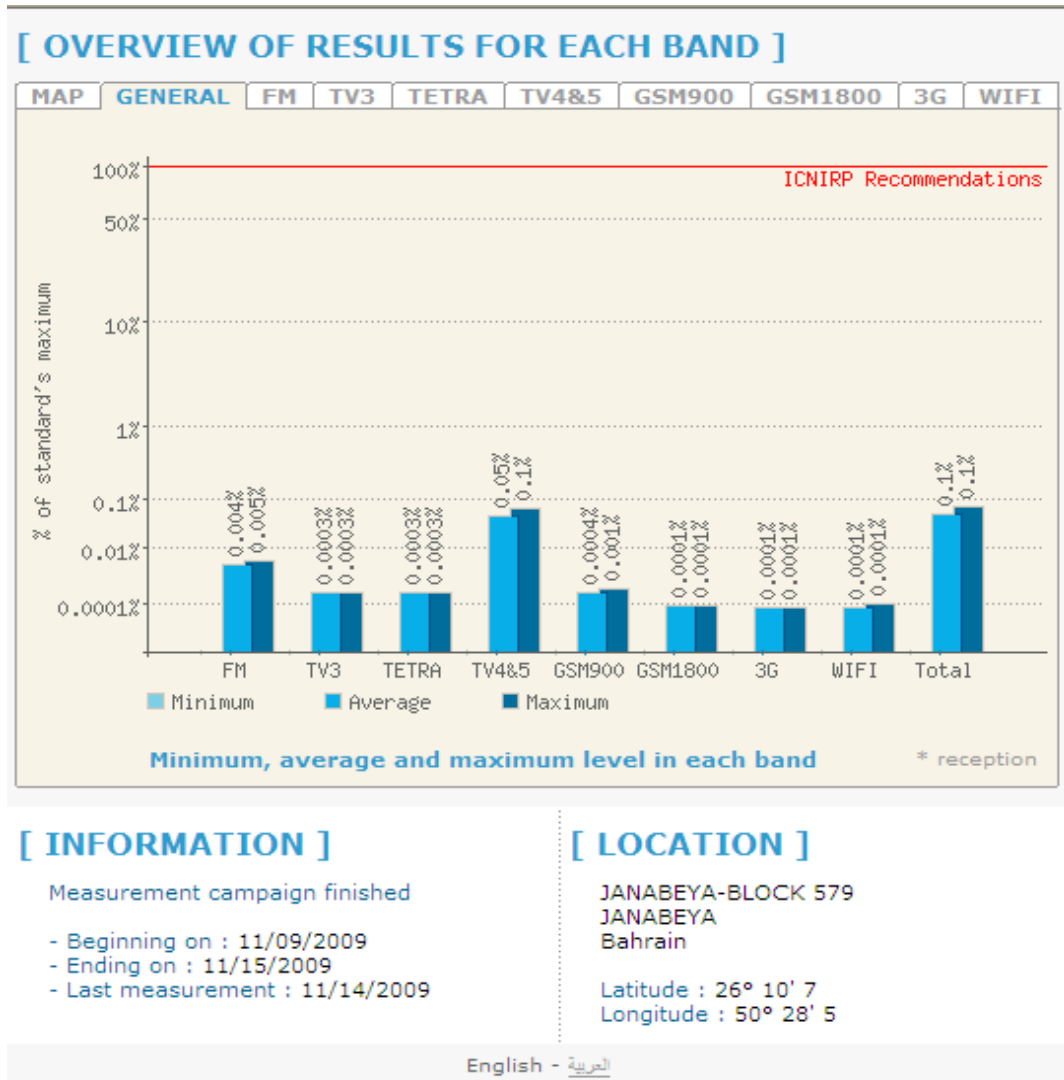 [ OVERVIEW OF RESULTS FOR EACH BAND ]
MAP GENERAL FM TV3 TETRA TV4&5 GSM900 GSM1800 3G WIFI
% of standard's maximum
100%
ICNIRP Recommendations
50%
10%
1%
0.1%
0.01%
0.0001%
0.004% 0.005% 0.0003% 0.0003% 0.0003% 0.0003% 0.05% 0.1% 0.0004% 0.001% 0.0001% 0.0001% 0.0001% 0.0001% 0.0001% 0.0001% 0.1% 0.1%
FM TV3 TETRA TV4&5 GSM900 GSM1800 3G WIFI Total
Minimum Average Maximum
Minimum, average and maximum level in each band * reception
[ INFORMATION ]
Measurement campaign finished
- Beginning on : 11/09/2009
- Ending on : 11/15/2009
- Last measurement : 11/14/2009
[ LOCATION ]
JANABEYA-BLOCK 579
JANABEYA
Bahrain
Latitude : 26° 10' 7
Longitude : 50° 28' 5
English - العربية